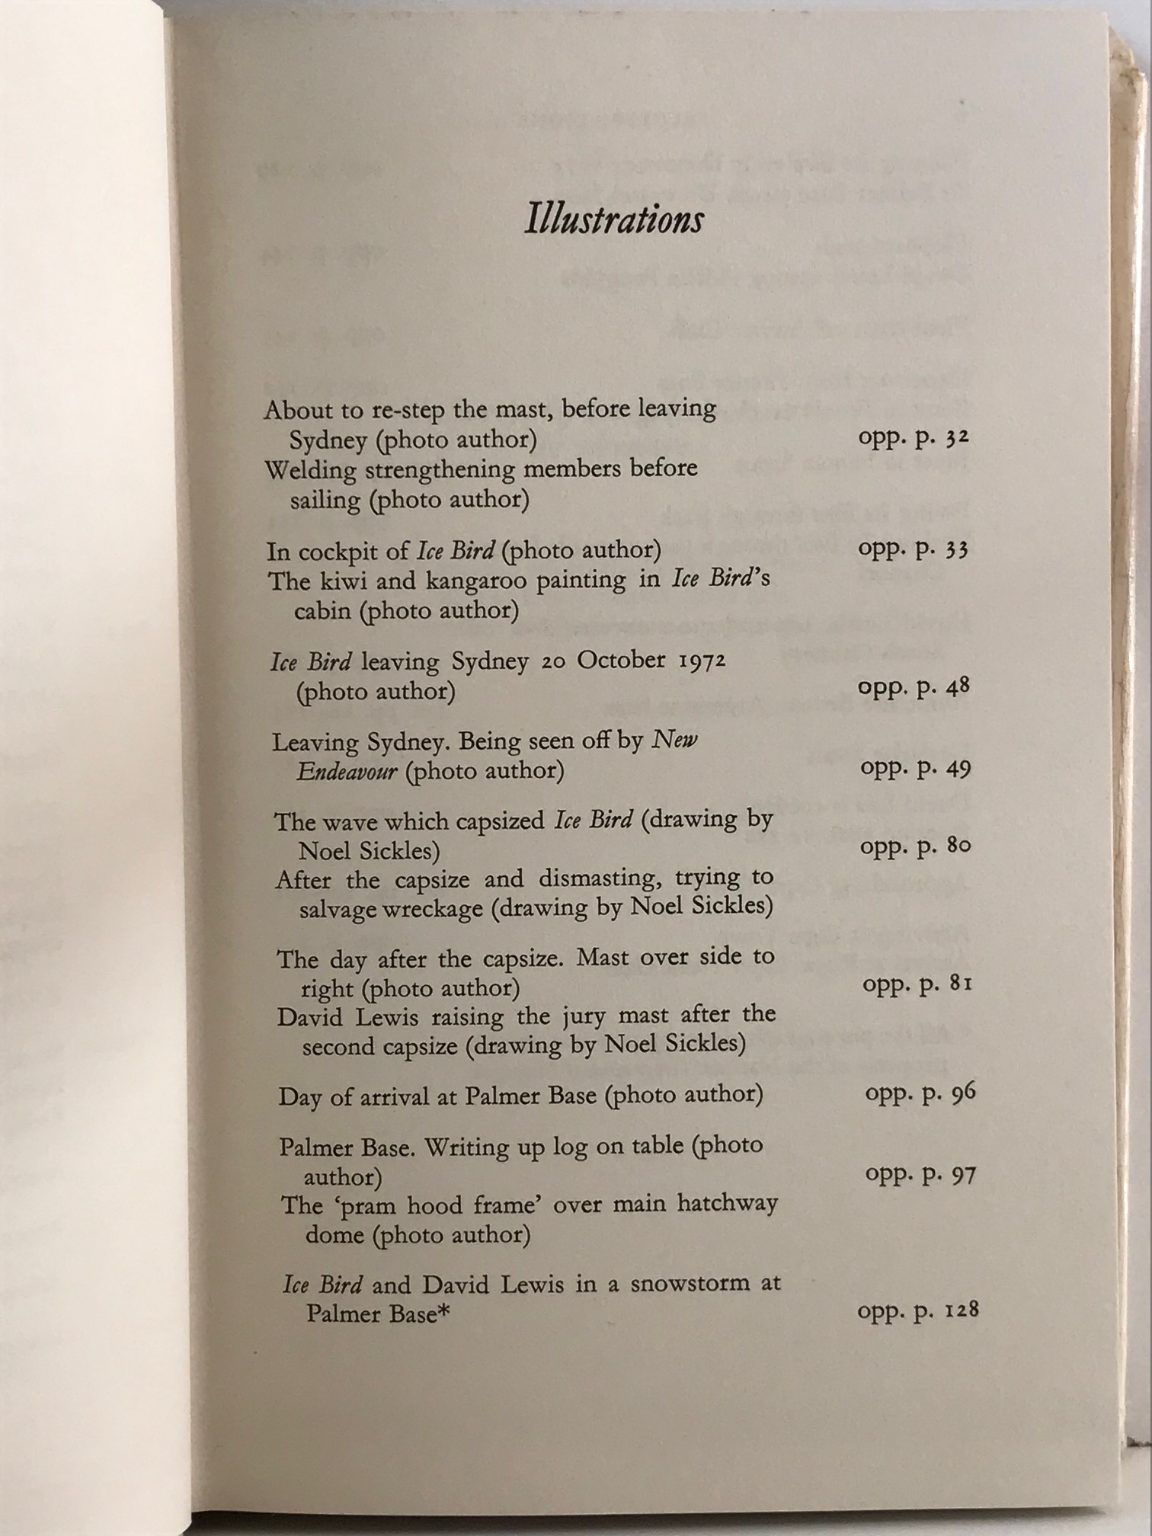 Illustrations
About to re-step the mast, before leaving
Sydney (photo author) opp. p. 32
Welding strengthening members before
sailing (photo author)
In cockpit of Ice Bird (photo author) opp. p. 33
The kiwi and kangaroo painting in Ice Bird's
cabin (photo author)
Ice Bird leaving Sydney 20 October 1972
(photo author) opp. p. 48
Leaving Sydney. Being seen off by New
Endeavour (photo author) opp. p. 49
The wave which capsized Ice Bird (drawing by
Noel Sickles) opp. p. 80
After the capsize and dismasting, trying to
salvage wreckage (drawing by Noel Sickles)
The day after the capsize. Mast over side to
right (photo author) opp. p. 81
David Lewis raising the jury mast after the
second capsize (drawing by Noel Sickles)
Day of arrival at Palmer Base (photo author) opp. p. 96
Palmer Base. Writing up log on table (photo
author) opp. p. 97
The ‘pram hood frame’ over main hatchway
dome (photo author)
Ice Bird and David Lewis in a snowstorm at
Palmer Base* opp. p. 128